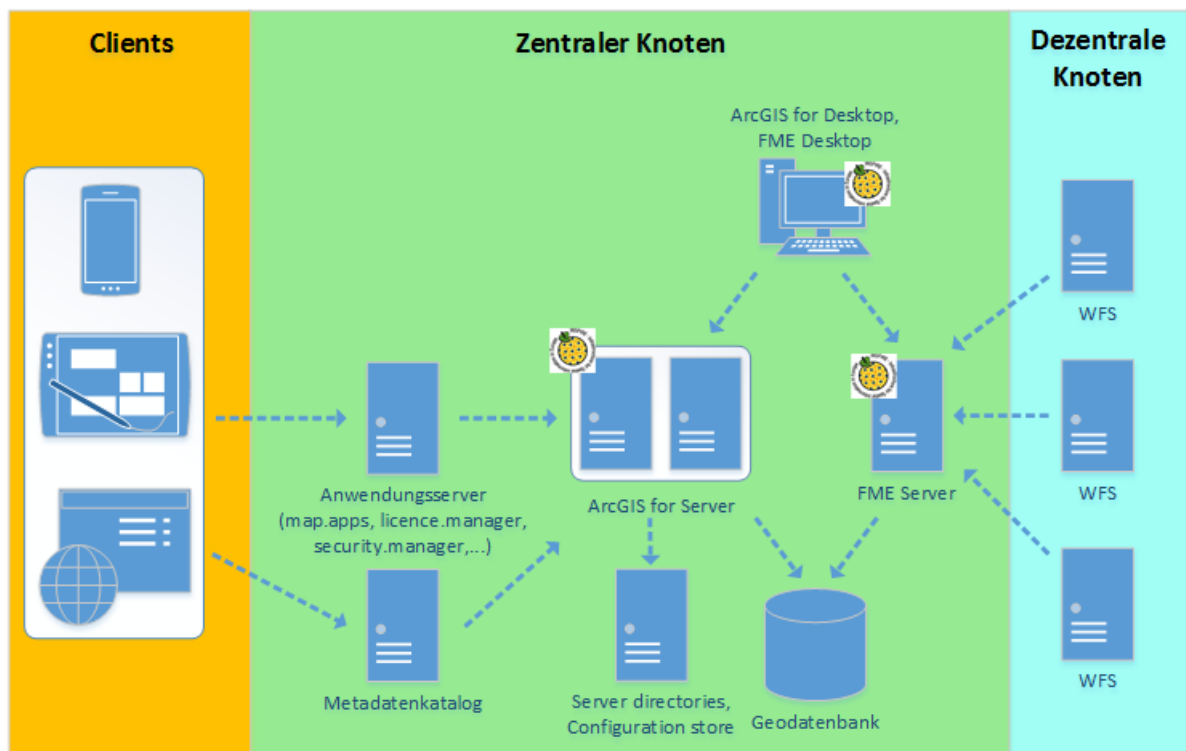 Clients
Zentraler Knoten
Dezentrale
Knoten
ArcGIS for Desktop,
FME Desktop
WFS
Anwendungsserver
(map.apps, licence.manager,
security.manager,...)
ArcGIS for Server
FME Server
WFS
Metadatenkatalog
Server directories,
Configuration store
Geodatenbank
WFS